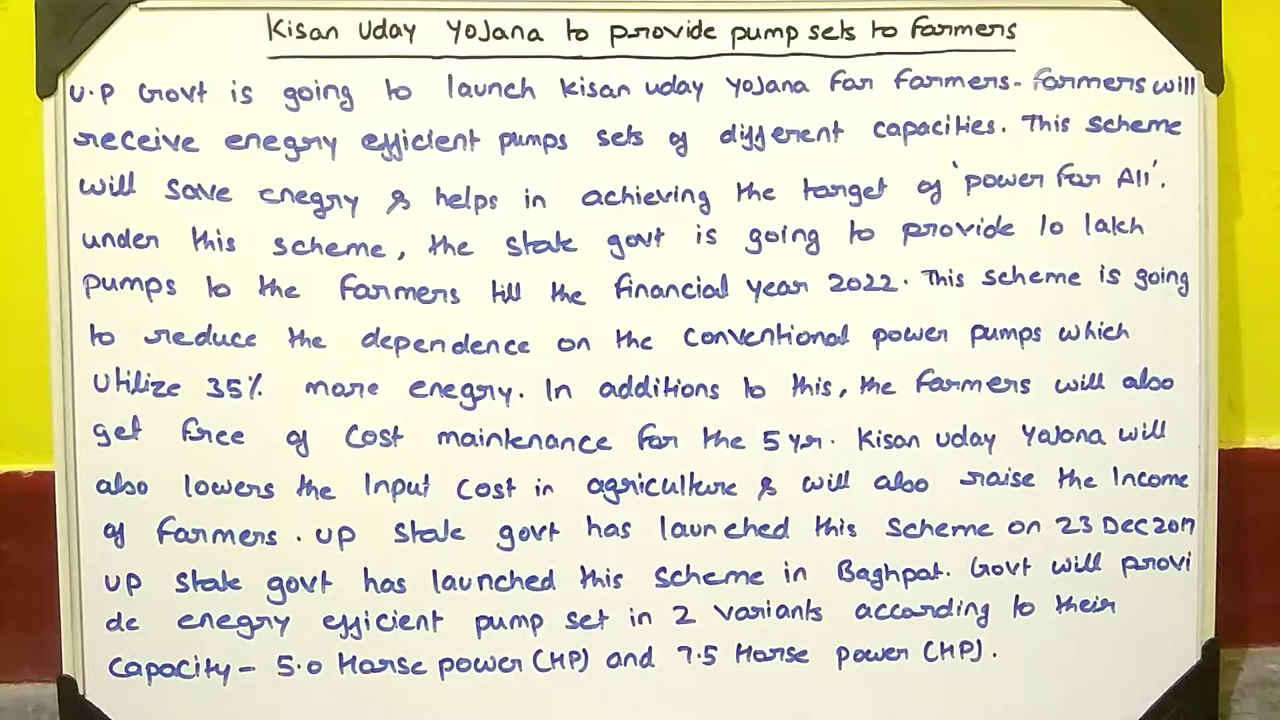 Kisan Uday Yojana to provide pump sets to farmers
U.P Govt is going to launch kisan uday yojana for farmers. farmers will
receive enegry efficient pumps sets of different capacities. This scheme
will save enegry & helps in achieving the target of 'power for All'.
under this scheme, the state govt is going to provide 10 lakh
pumps to the farmers till the financial year 2022. This scheme is going
to reduce the dependence on the conventional power pumps which
utilize 35% more enegry. In additions to this, the farmers will also
get free of cost maintenance for the 5 yr. Kisan uday Yojana will
also lowers the Input cost in agriculture & will also raise the Income
of farmers. UP state govt has launched this scheme on 23 Dec 2017
UP state govt has launched this scheme in Baghpat. Govt will provi
de enegry efficient pump set in 2 variants according to their
capacity - 5.0 Horse power (HP) and 7.5 Horse power (HP).